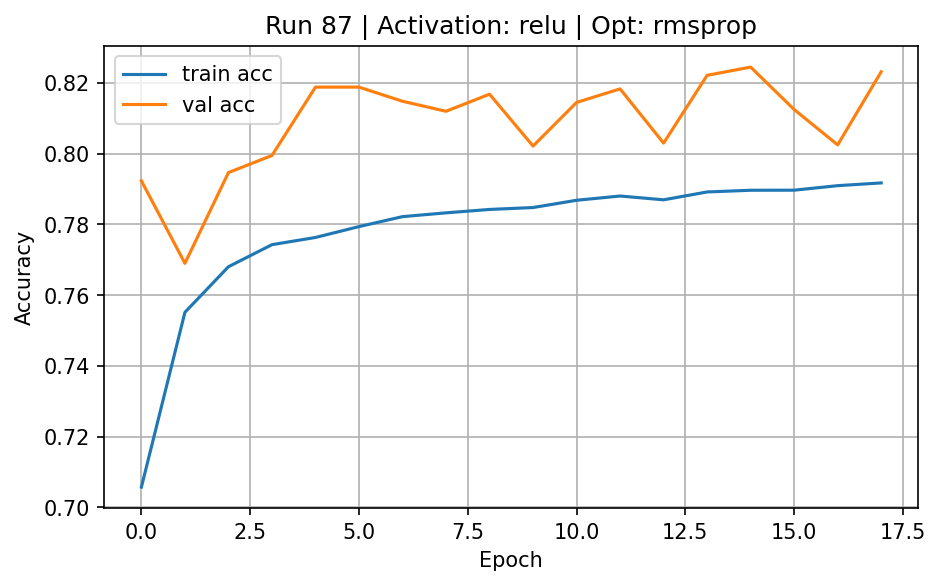 Run 87 | Activation: relu | Opt: rmsprop
train acc
val acc
Accuracy
0.82
0.80
0.78
0.76
0.74
0.72
0.70
0.0 2.5 5.0 7.5 10.0 12.5 15.0 17.5
Epoch